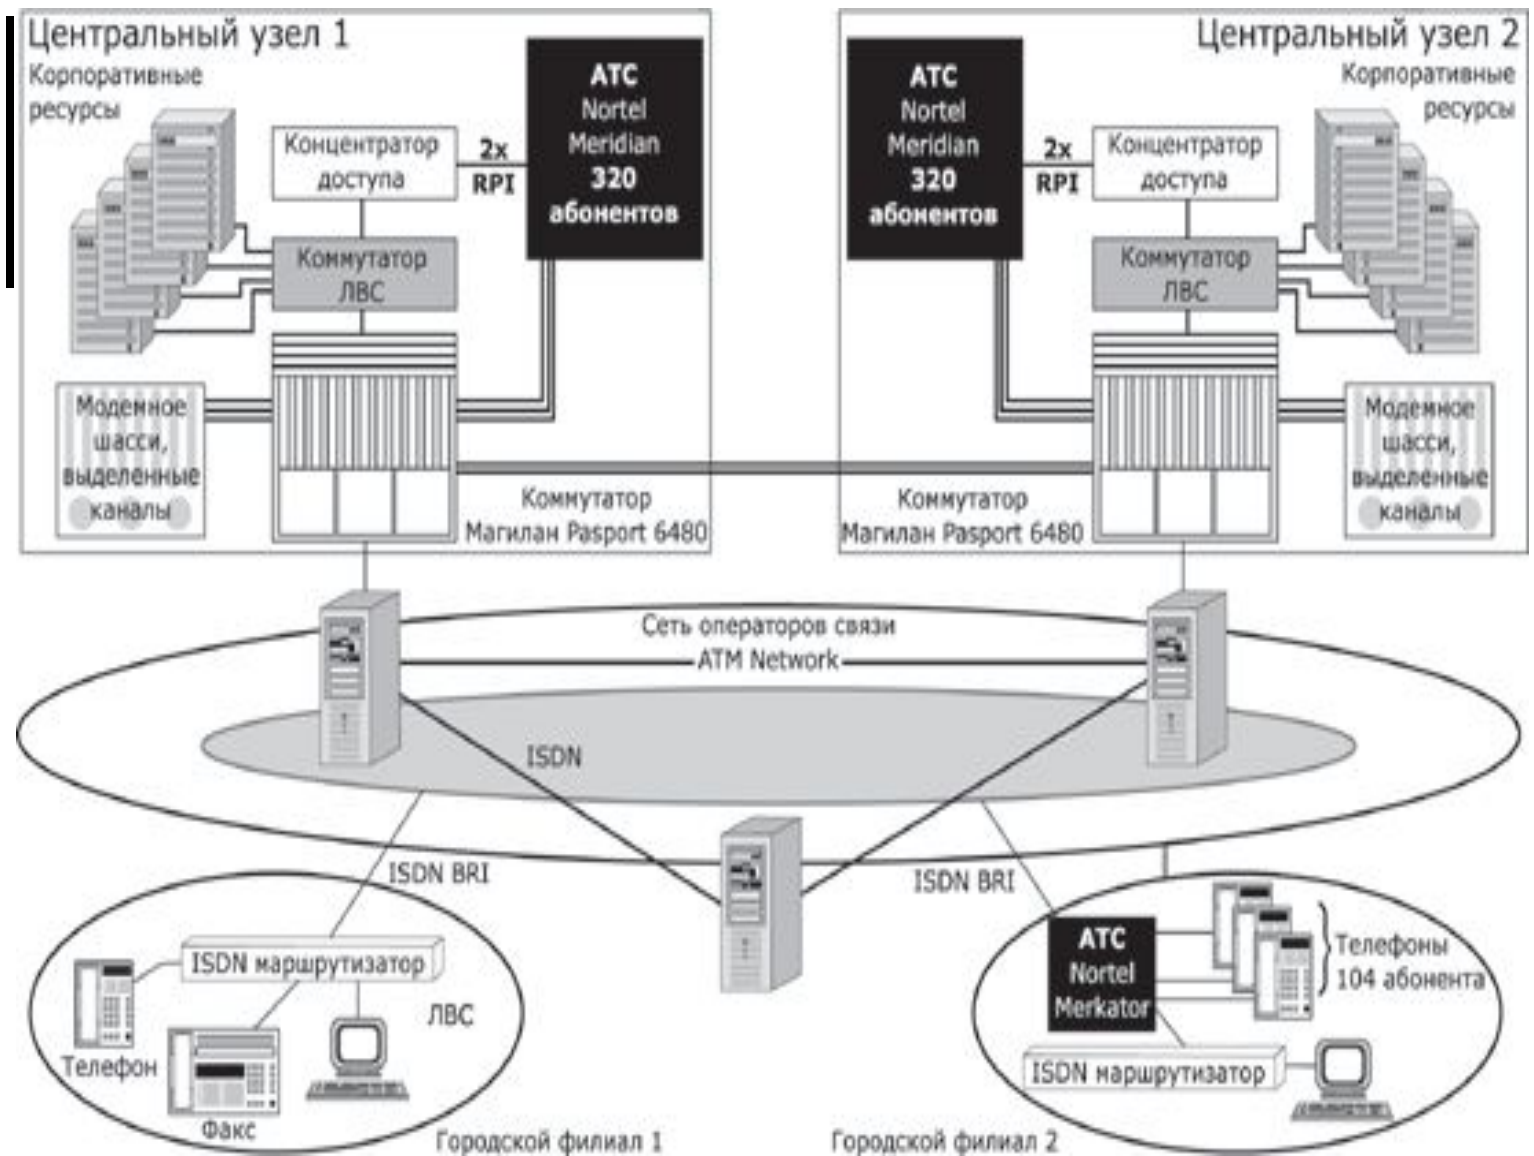 Центральный узел 1
Корпоративные
ресурсы
Концентратор
доступа
2x
RPI
АТС
Nortel
Meridian
320
абонентов
Коммутатор
ЛВС
Модемное
шасси,
выделенные
каналы
Коммутатор
Магилан Pasport 6480
Центральный узел 2
Корпоративные
ресурсы
АТС
Nortel
Meridian
320
абонентов
2x
RPI
Концентратор
доступа
Коммутатор
ЛВС
Модемное
шасси,
выделенные
каналы
Коммутатор
Магилан Pasport 6480
Сеть операторов связи
ATM Network
ISDN
ISDN BRI
ISDN BRI
ISDN маршрутизатор
ЛВС
Телефон
Факс
Городской филиал 1
АТС
Nortel
Merkator
Телефоны
104 абонента
ISDN маршрутизатор
Городской филиал 2